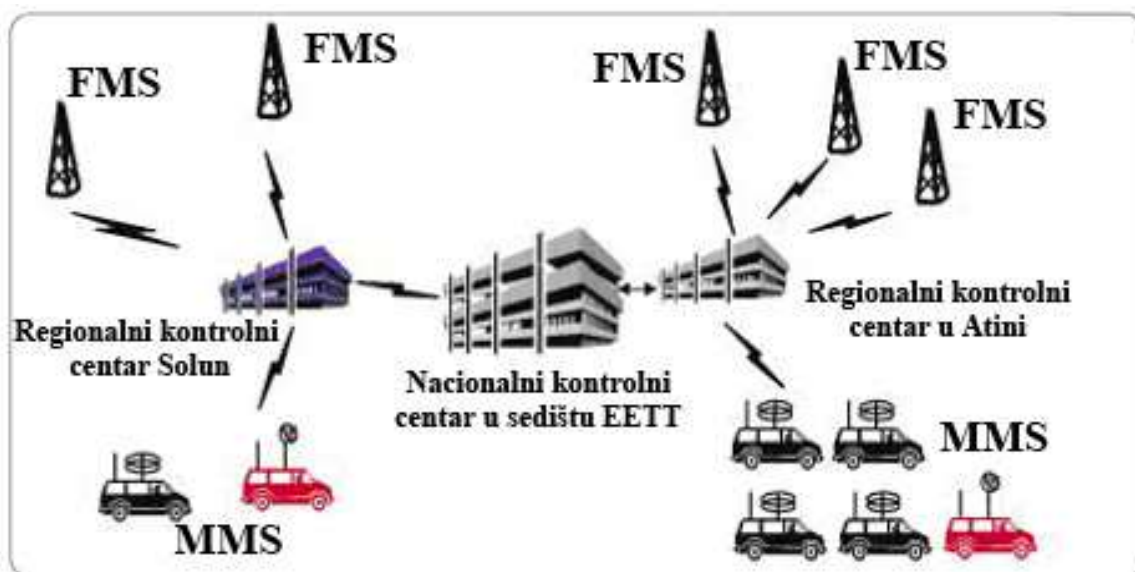 FMS
FMS
FMS
FMS
FMS
Regionalni kontrolni
centar Solun
Nacionalni kontrolni
centar u sedištu EETT
Regionalni kontrolni
centar u Atini
MMS
MMS